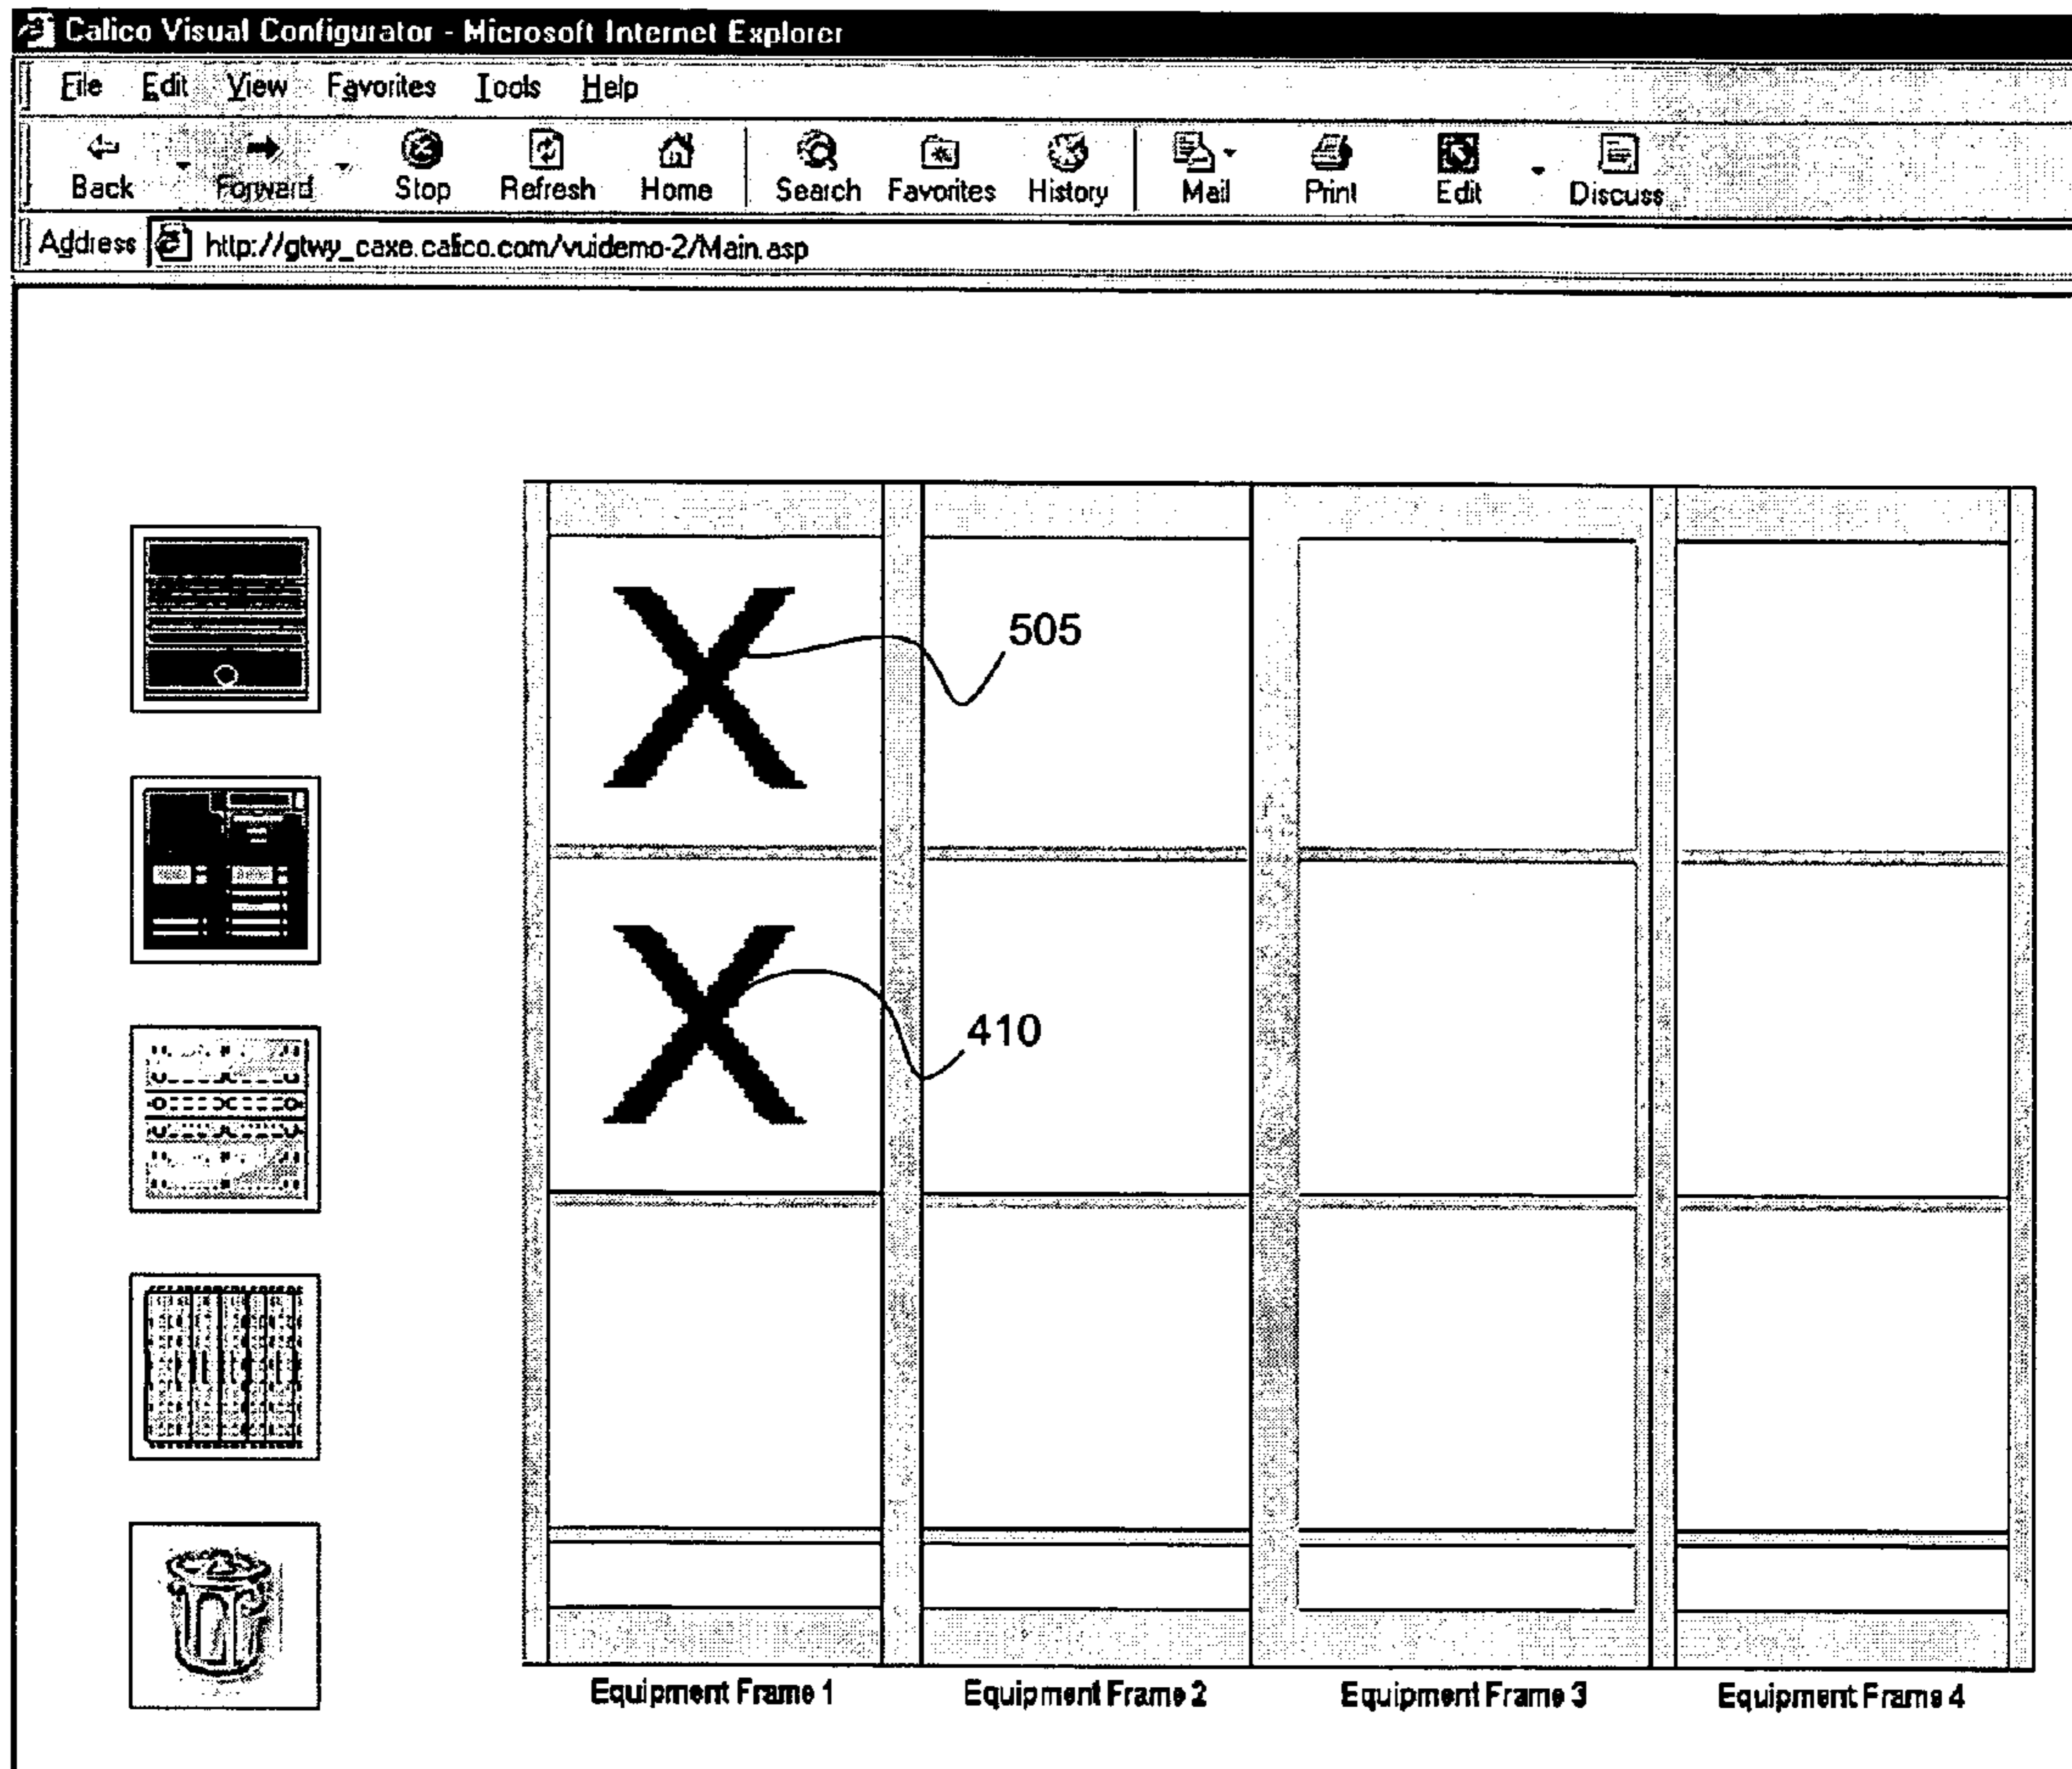 Calico Visual Configurator - Microsoft Internet Explorer
File Edit View Favorites Tools Help
Back Forward Stop Refresh Home Search Favorites History Mail Print Edit Discuss
Address http://gtwy_caxe.calico.com/vuidemo-2/Main.asp
X
505
X
410
Equipment Frame 1 Equipment Frame 2 Equipment Frame 3 Equipment Frame 4